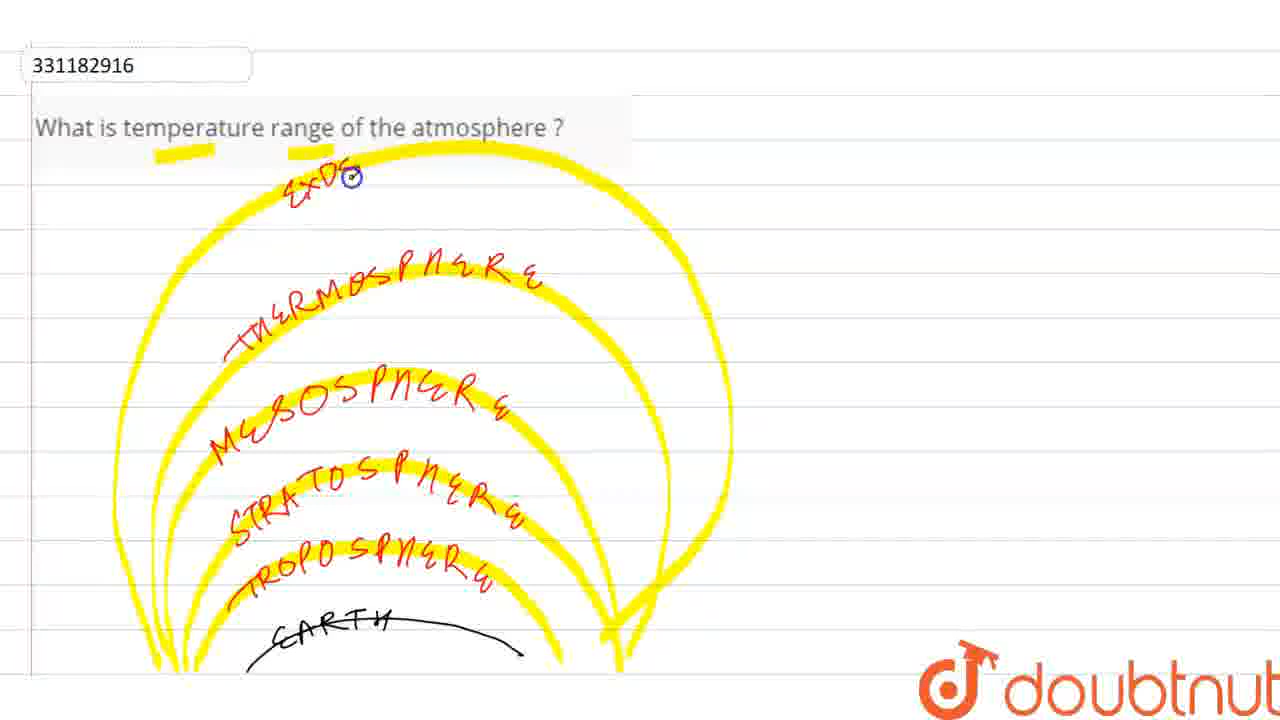 331182916
What is temperature range of the atmosphere ?
EXOS
THERMOSPHERE
MESOSPHERE
STRATOSPHERE
TROPOSPHERE
EARTH
doubtnut